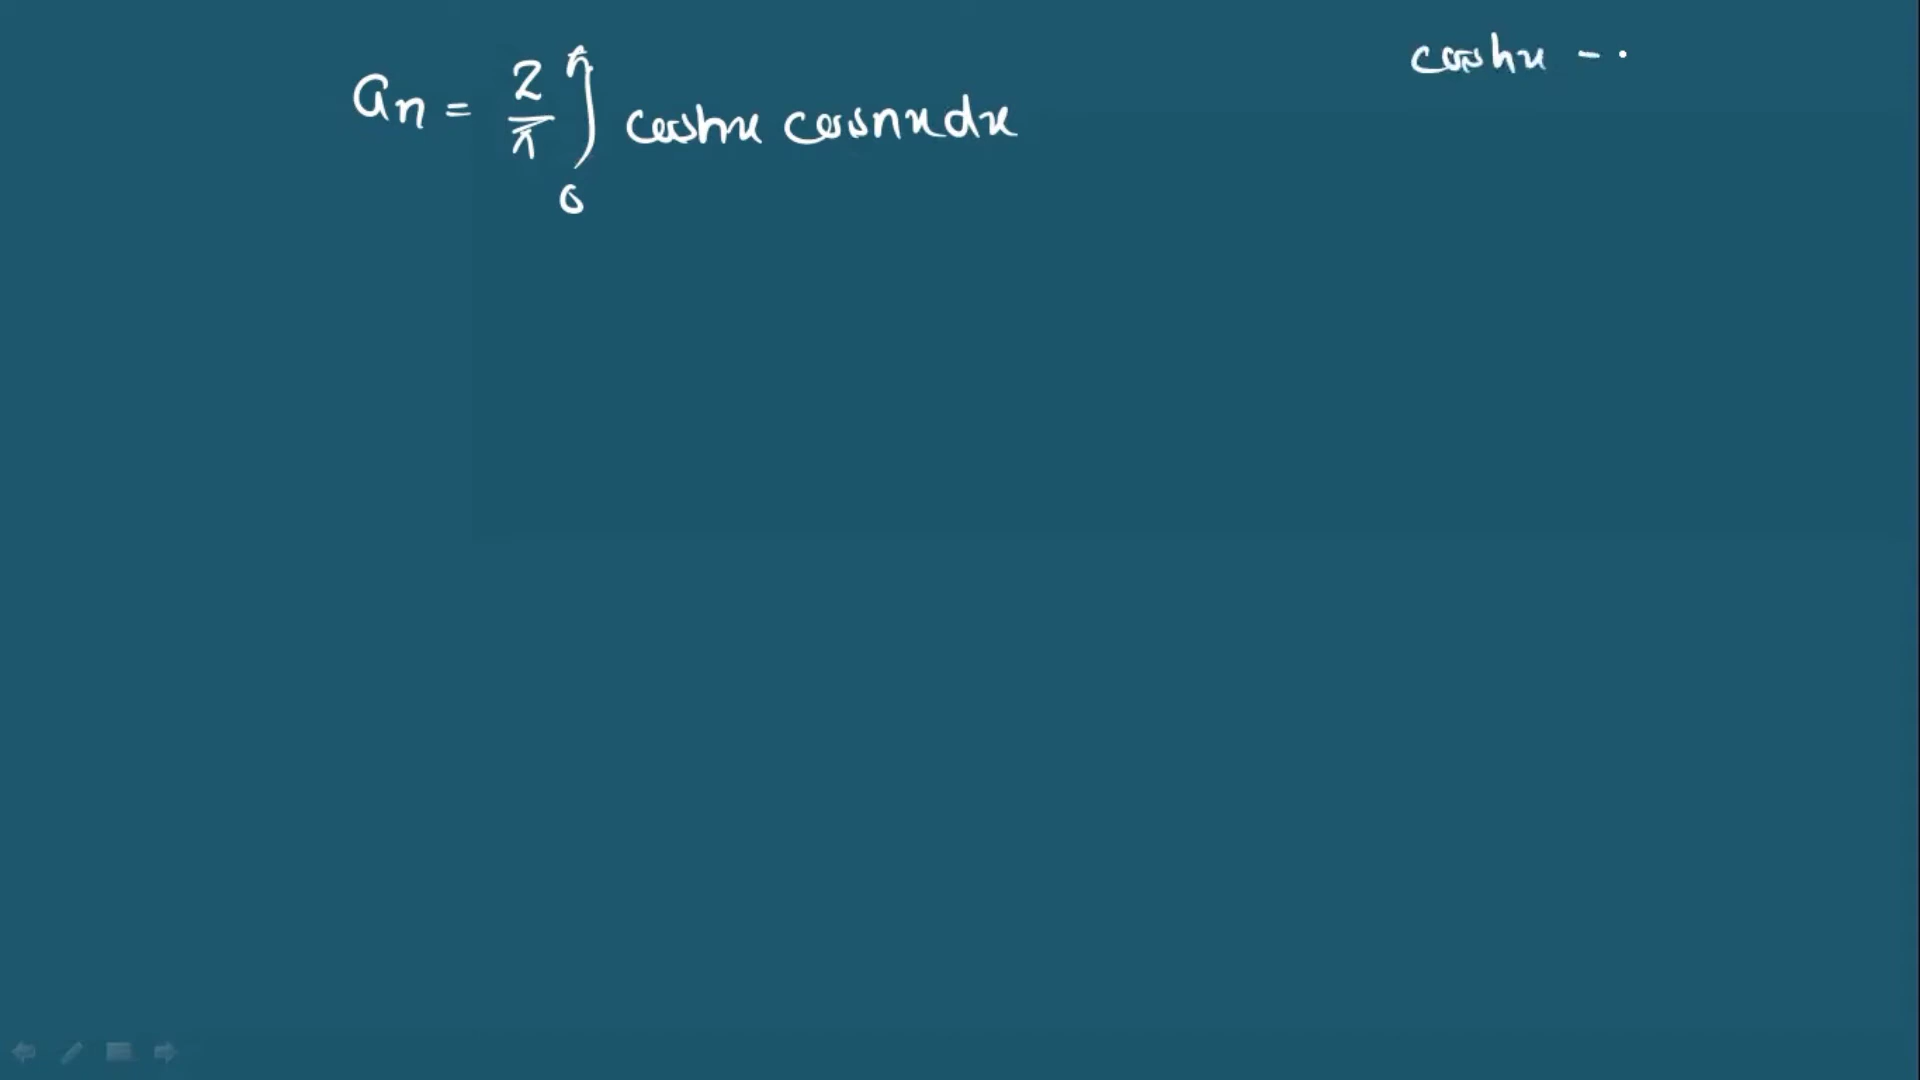 coshx -.
an = 2/π ∫₀^π coshx cosnx dx